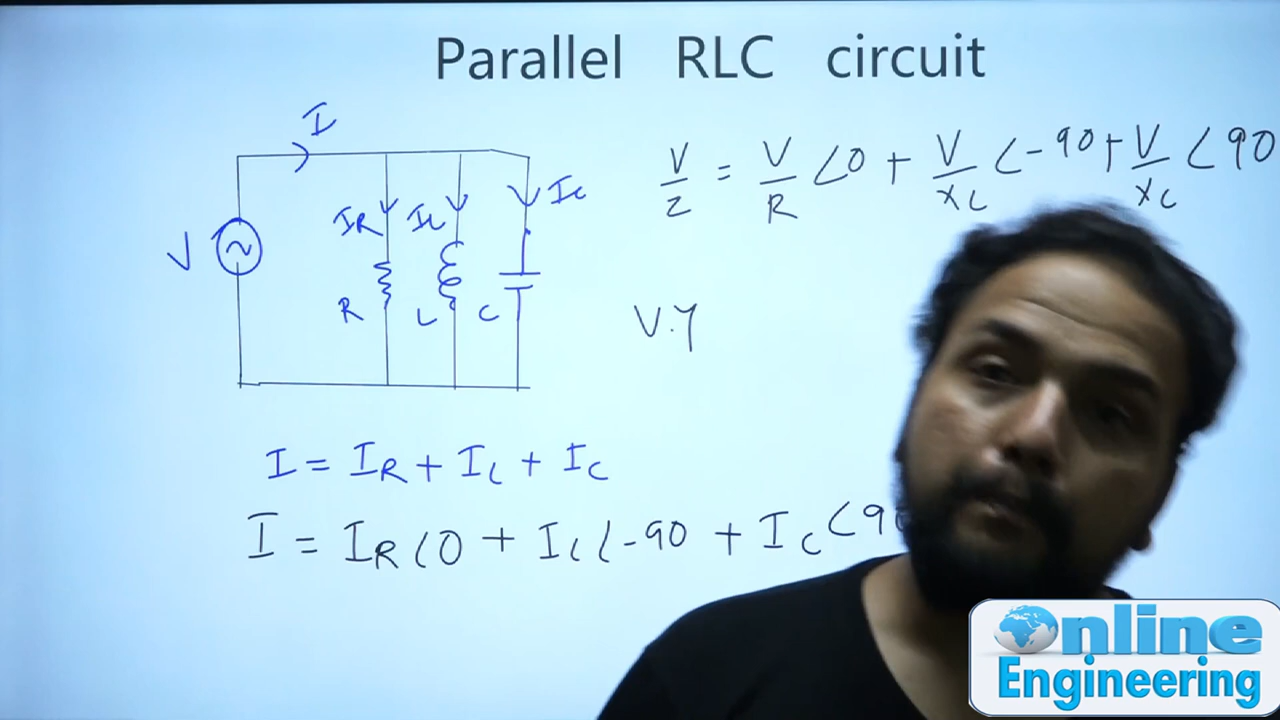 Parallel RLC circuit
I
V/Z = V/R ∠0 + V/XL ∠-90 + V/XC ∠90
IR IL IC
V
R L C
V.Y
I = IR + IL + IC
I = IR ∠0 + IL ∠-90 + IC ∠90
Online
Engineering